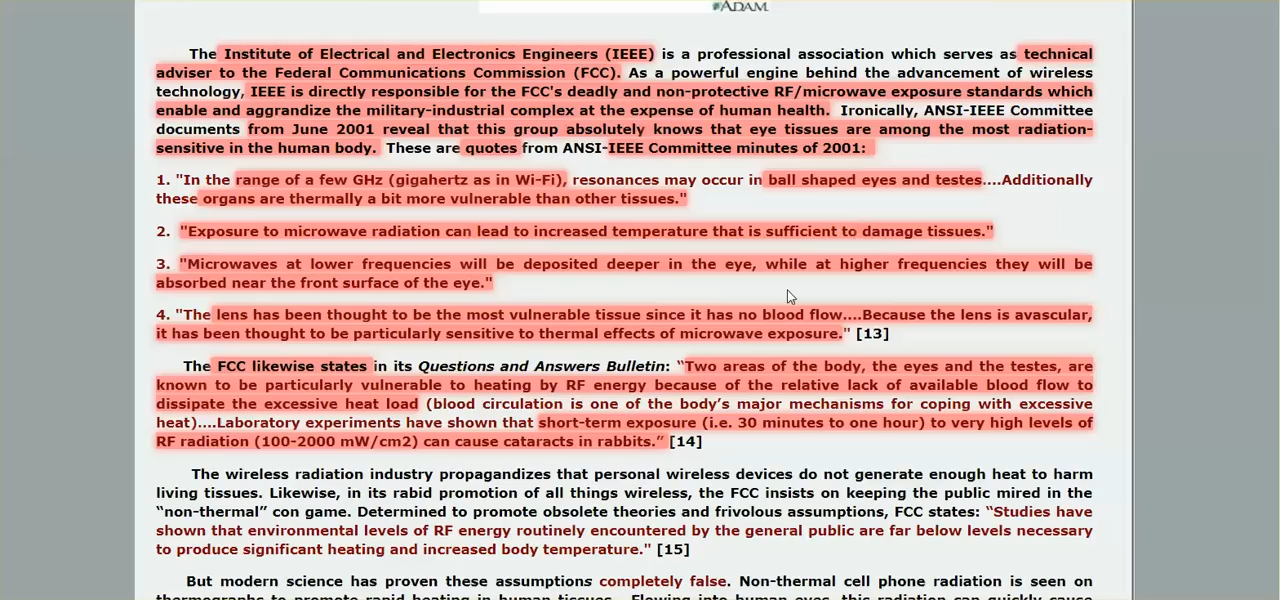 ADAM
The Institute of Electrical and Electronics Engineers (IEEE) is a professional association which serves as technical
adviser to the Federal Communications Commission (FCC). As a powerful engine behind the advancement of wireless
technology, IEEE is directly responsible for the FCC's deadly and non-protective RF/microwave exposure standards which
enable and aggrandize the military-industrial complex at the expense of human health. Ironically, ANSI-IEEE Committee
documents from June 2001 reveal that this group absolutely knows that eye tissues are among the most radiation-
sensitive in the human body. These are quotes from ANSI-IEEE Committee minutes of 2001:
1. "In the range of a few GHz (gigahertz as in Wi-Fi), resonances may occur in ball shaped eyes and testes....Additionally
these organs are thermally a bit more vulnerable than other tissues."
2. "Exposure to microwave radiation can lead to increased temperature that is sufficient to damage tissues."
3. "Microwaves at lower frequencies will be deposited deeper in the eye, while at higher frequencies they will be
absorbed near the front surface of the eye."
4. "The lens has been thought to be the most vulnerable tissue since it has no blood flow....Because the lens is avascular,
it has been thought to be particularly sensitive to thermal effects of microwave exposure." [13]
The FCC likewise states in its Questions and Answers Bulletin: “Two areas of the body, the eyes and the testes, are
known to be particularly vulnerable to heating by RF energy because of the relative lack of available blood flow to
dissipate the excessive heat load (blood circulation is one of the body’s major mechanisms for coping with excessive
heat)....Laboratory experiments have shown that short-term exposure (i.e. 30 minutes to one hour) to very high levels of
RF radiation (100-2000 mW/cm2) can cause cataracts in rabbits.” [14]
The wireless radiation industry propagandizes that personal wireless devices do not generate enough heat to harm
living tissues. Likewise, in its rabid promotion of all things wireless, the FCC insists on keeping the public mired in the
“non-thermal” con game. Determined to promote obsolete theories and frivolous assumptions, FCC states: “Studies have
shown that environmental levels of RF energy routinely encountered by the general public are far below levels necessary
to produce significant heating and increased body temperature." [15]
But modern science has proven these assumptions completely false. Non-thermal cell phone radiation is seen on
thermographs to promote rapid heating in human tissues. Flowing into human eyes, this radiation can quickly cause